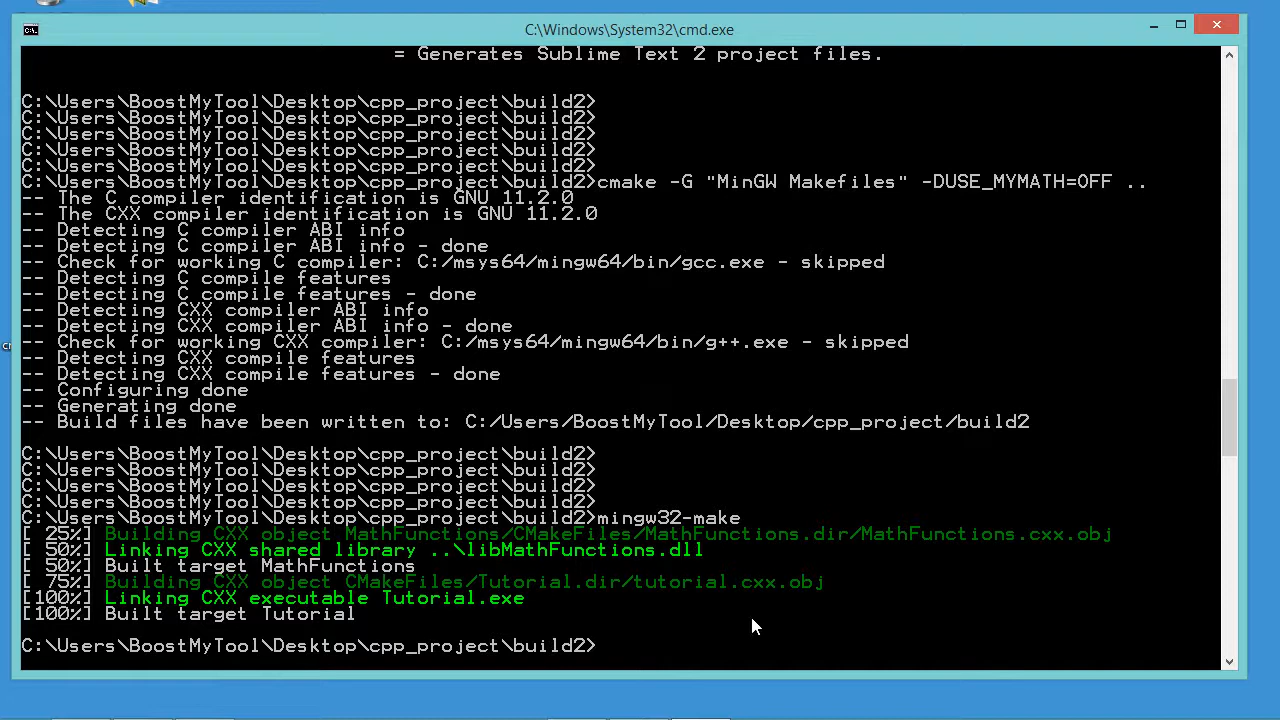 C:\Windows\System32\cmd.exe
= Generates Sublime Text 2 project files.
C:\Users\BoostMyTool\Desktop\cpp_project\build2>
C:\Users\BoostMyTool\Desktop\cpp_project\build2>
C:\Users\BoostMyTool\Desktop\cpp_project\build2>
C:\Users\BoostMyTool\Desktop\cpp_project\build2>
C:\Users\BoostMyTool\Desktop\cpp_project\build2>
C:\Users\BoostMyTool\Desktop\cpp_project\build2>cmake -G "MinGW Makefiles" -DUSE_MYMATH=OFF ..
-- The C compiler identification is GNU 11.2.0
-- The CXX compiler identification is GNU 11.2.0
-- Detecting C compiler ABI info
-- Detecting C compiler ABI info - done
-- Check for working C compiler: C:/msys64/mingw64/bin/gcc.exe - skipped
-- Detecting C compile features
-- Detecting C compile features - done
-- Detecting CXX compiler ABI info
-- Detecting CXX compiler ABI info - done
-- Check for working CXX compiler: C:/msys64/mingw64/bin/g++.exe - skipped
-- Detecting CXX compile features
-- Detecting CXX compile features - done
-- Configuring done
-- Generating done
-- Build files have been written to: C:/Users/BoostMyTool/Desktop/cpp_project/build2
C:\Users\BoostMyTool\Desktop\cpp_project\build2>
C:\Users\BoostMyTool\Desktop\cpp_project\build2>
C:\Users\BoostMyTool\Desktop\cpp_project\build2>
C:\Users\BoostMyTool\Desktop\cpp_project\build2>
C:\Users\BoostMyTool\Desktop\cpp_project\build2>mingw32-make
[ 25%] Building CXX object MathFunctions/CMakeFiles/MathFunctions.dir/MathFunctions.cxx.obj
[ 50%] Linking CXX shared library ..\libMathFunctions.dll
[ 50%] Built target MathFunctions
[ 75%] Building CXX object CMakeFiles/Tutorial.dir/tutorial.cxx.obj
[100%] Linking CXX executable Tutorial.exe
[100%] Built target Tutorial
C:\Users\BoostMyTool\Desktop\cpp_project\build2>